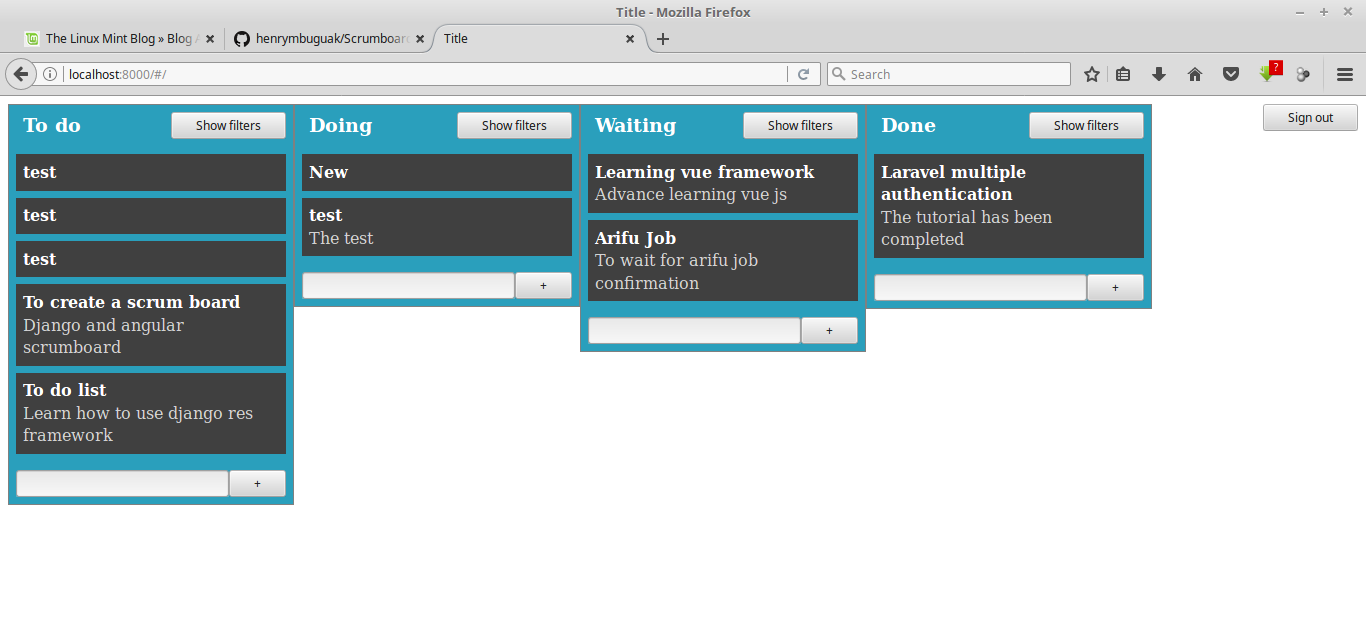 Title - Mozilla Firefox
The Linux Mint Blog » Blog
henrymbuguak/Scrumboard
Title
localhost:8000/#/
Search
?
To do
Show filters
test
test
test
To create a scrum board
Django and angular
scrumboard
To do list
Learn how to use django res
framework
+
Doing
Show filters
New
test
The test
+
Waiting
Show filters
Learning vue framework
Advance learning vue js
Arifu Job
To wait for arifu job
confirmation
+
Done
Show filters
Laravel multiple
authentication
The tutorial has been
completed
+
Sign out